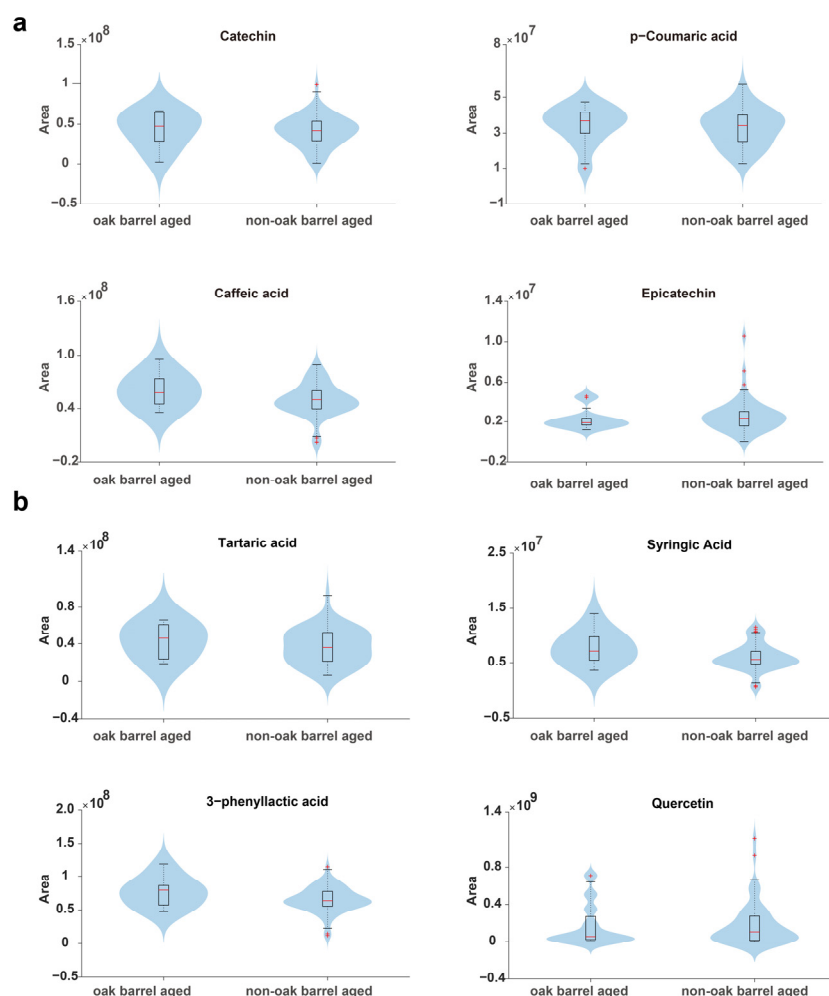 a
Catechin
×10^8
1.5
1
0.5
0
−0.5
Area
oak barrel aged
non-oak barrel aged
p−Coumaric acid
×10^7
8
5
3
1
−1
Area
oak barrel aged
non-oak barrel aged
Caffeic acid
×10^8
1.6
1.0
0.4
−0.2
Area
oak barrel aged
non-oak barrel aged
Epicatechin
×10^7
1.4
1.0
0.6
0.2
−0.2
Area
oak barrel aged
non-oak barrel aged
b
Tartaric acid
×10^8
1.4
0.8
0.4
0
−0.4
Area
oak barrel aged
non-oak barrel aged
Syringic Acid
×10^7
2.5
1.5
0.5
−0.5
Area
oak barrel aged
non-oak barrel aged
3−phenyllactic acid
×10^8
2.0
1
0.5
0
−0.5
Area
oak barrel aged
non-oak barrel aged
Quercetin
×10^9
1.4
0.8
0.4
0
−0.4
Area
oak barrel aged
non-oak barrel aged